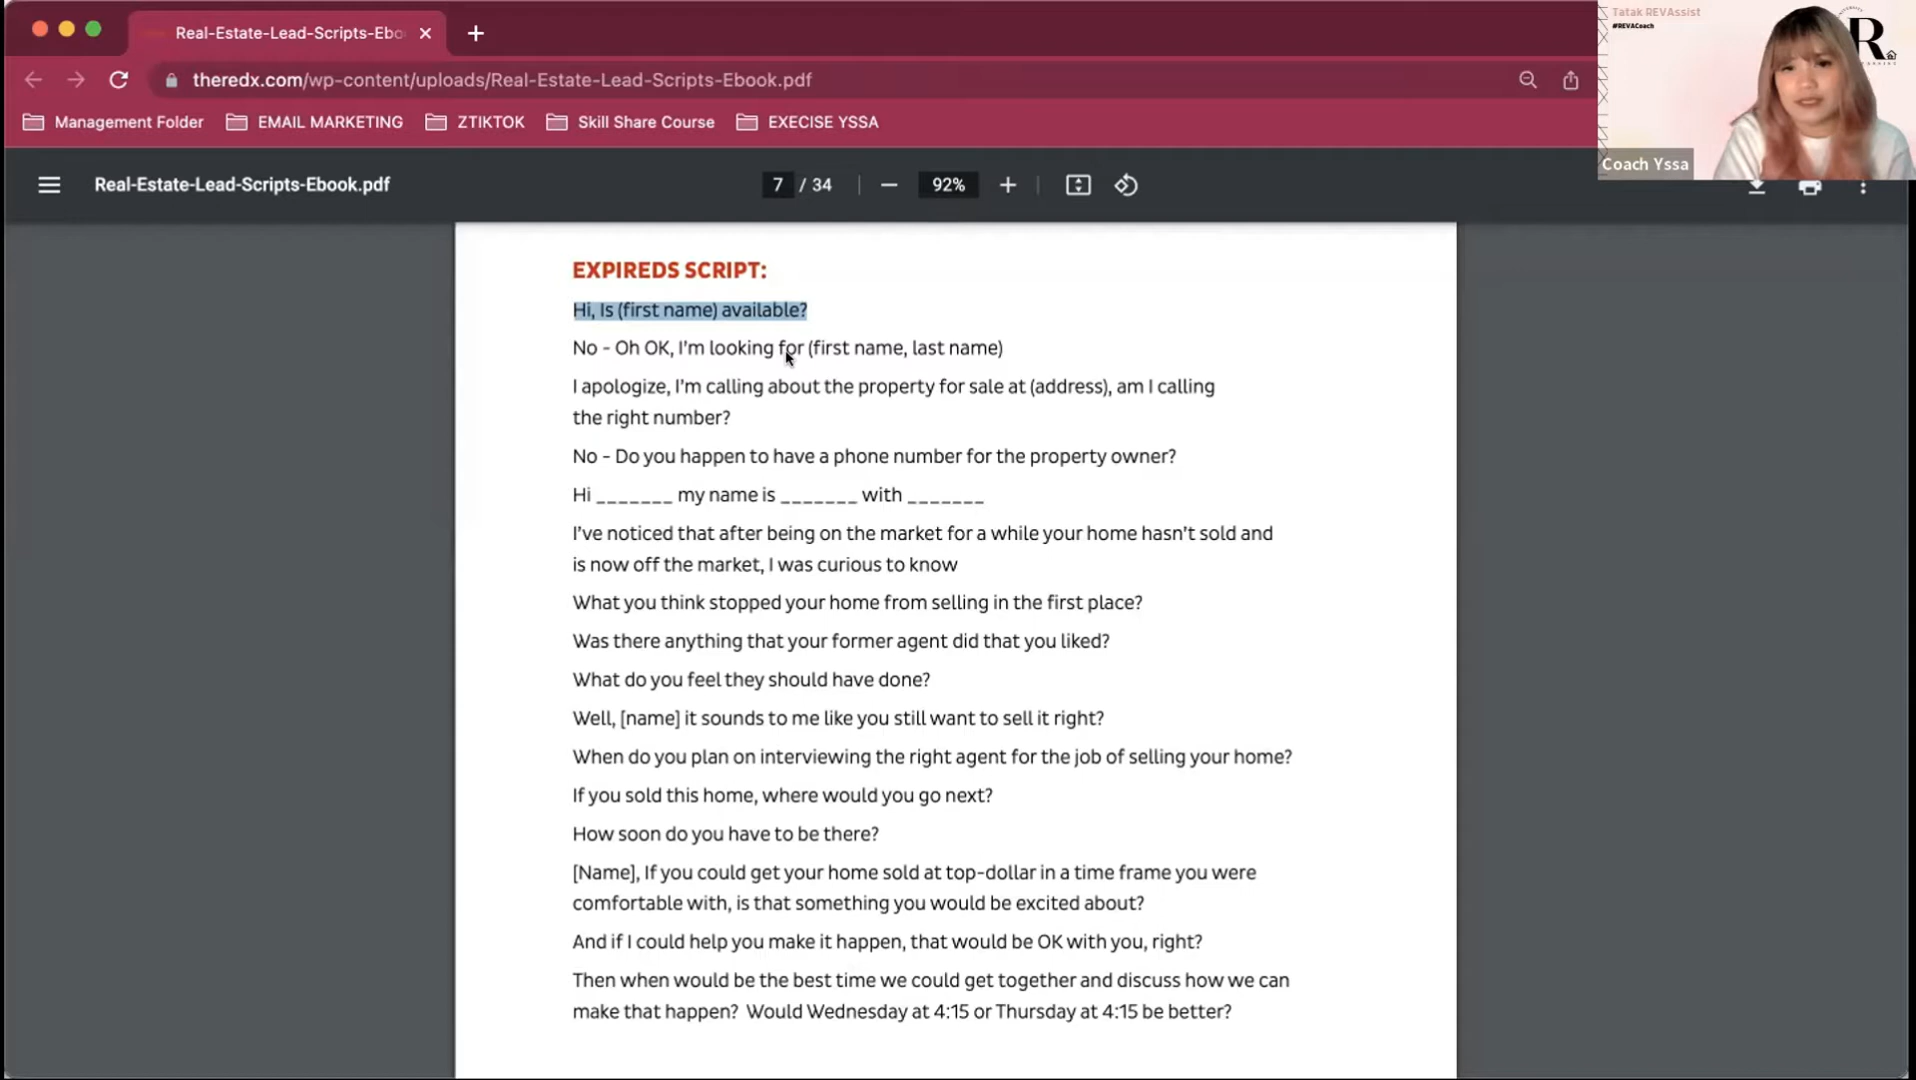 Real-Estate-Lead-Scripts-Ebo
theredx.com/wp-content/uploads/Real-Estate-Lead-Scripts-Ebook.pdf
Management Folder
EMAIL MARKETING
ZTIKTOK
Skill Share Course
EXECISE YSSA
Tatak REVAssist
#REVACoach
R
Coach Yssa
Real-Estate-Lead-Scripts-Ebook.pdf
7 / 34
92%
EXPIREDS SCRIPT:
Hi, Is (first name) available?
No - Oh OK, I'm looking for (first name, last name)
I apologize, I'm calling about the property for sale at (address), am I calling
the right number?
No - Do you happen to have a phone number for the property owner?
Hi _______ my name is _______ with _______
I've noticed that after being on the market for a while your home hasn't sold and
is now off the market, I was curious to know
What you think stopped your home from selling in the first place?
Was there anything that your former agent did that you liked?
What do you feel they should have done?
Well, [name] it sounds to me like you still want to sell it right?
When do you plan on interviewing the right agent for the job of selling your home?
If you sold this home, where would you go next?
How soon do you have to be there?
[Name], If you could get your home sold at top-dollar in a time frame you were
comfortable with, is that something you would be excited about?
And if I could help you make it happen, that would be OK with you, right?
Then when would be the best time we could get together and discuss how we can
make that happen? Would Wednesday at 4:15 or Thursday at 4:15 be better?